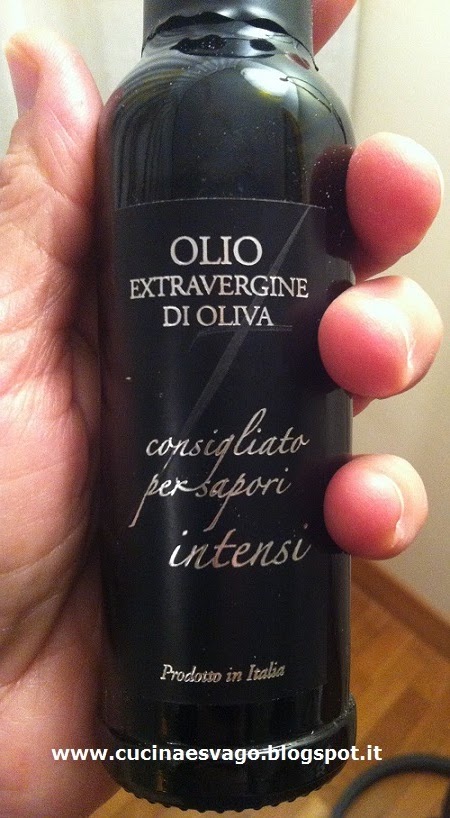 OLIO
EXTRAVERGINE
DI OLIVA
consigliato
per sapori
intensi
Prodotto in Italia
www.cucinaesvago.blogspot.it